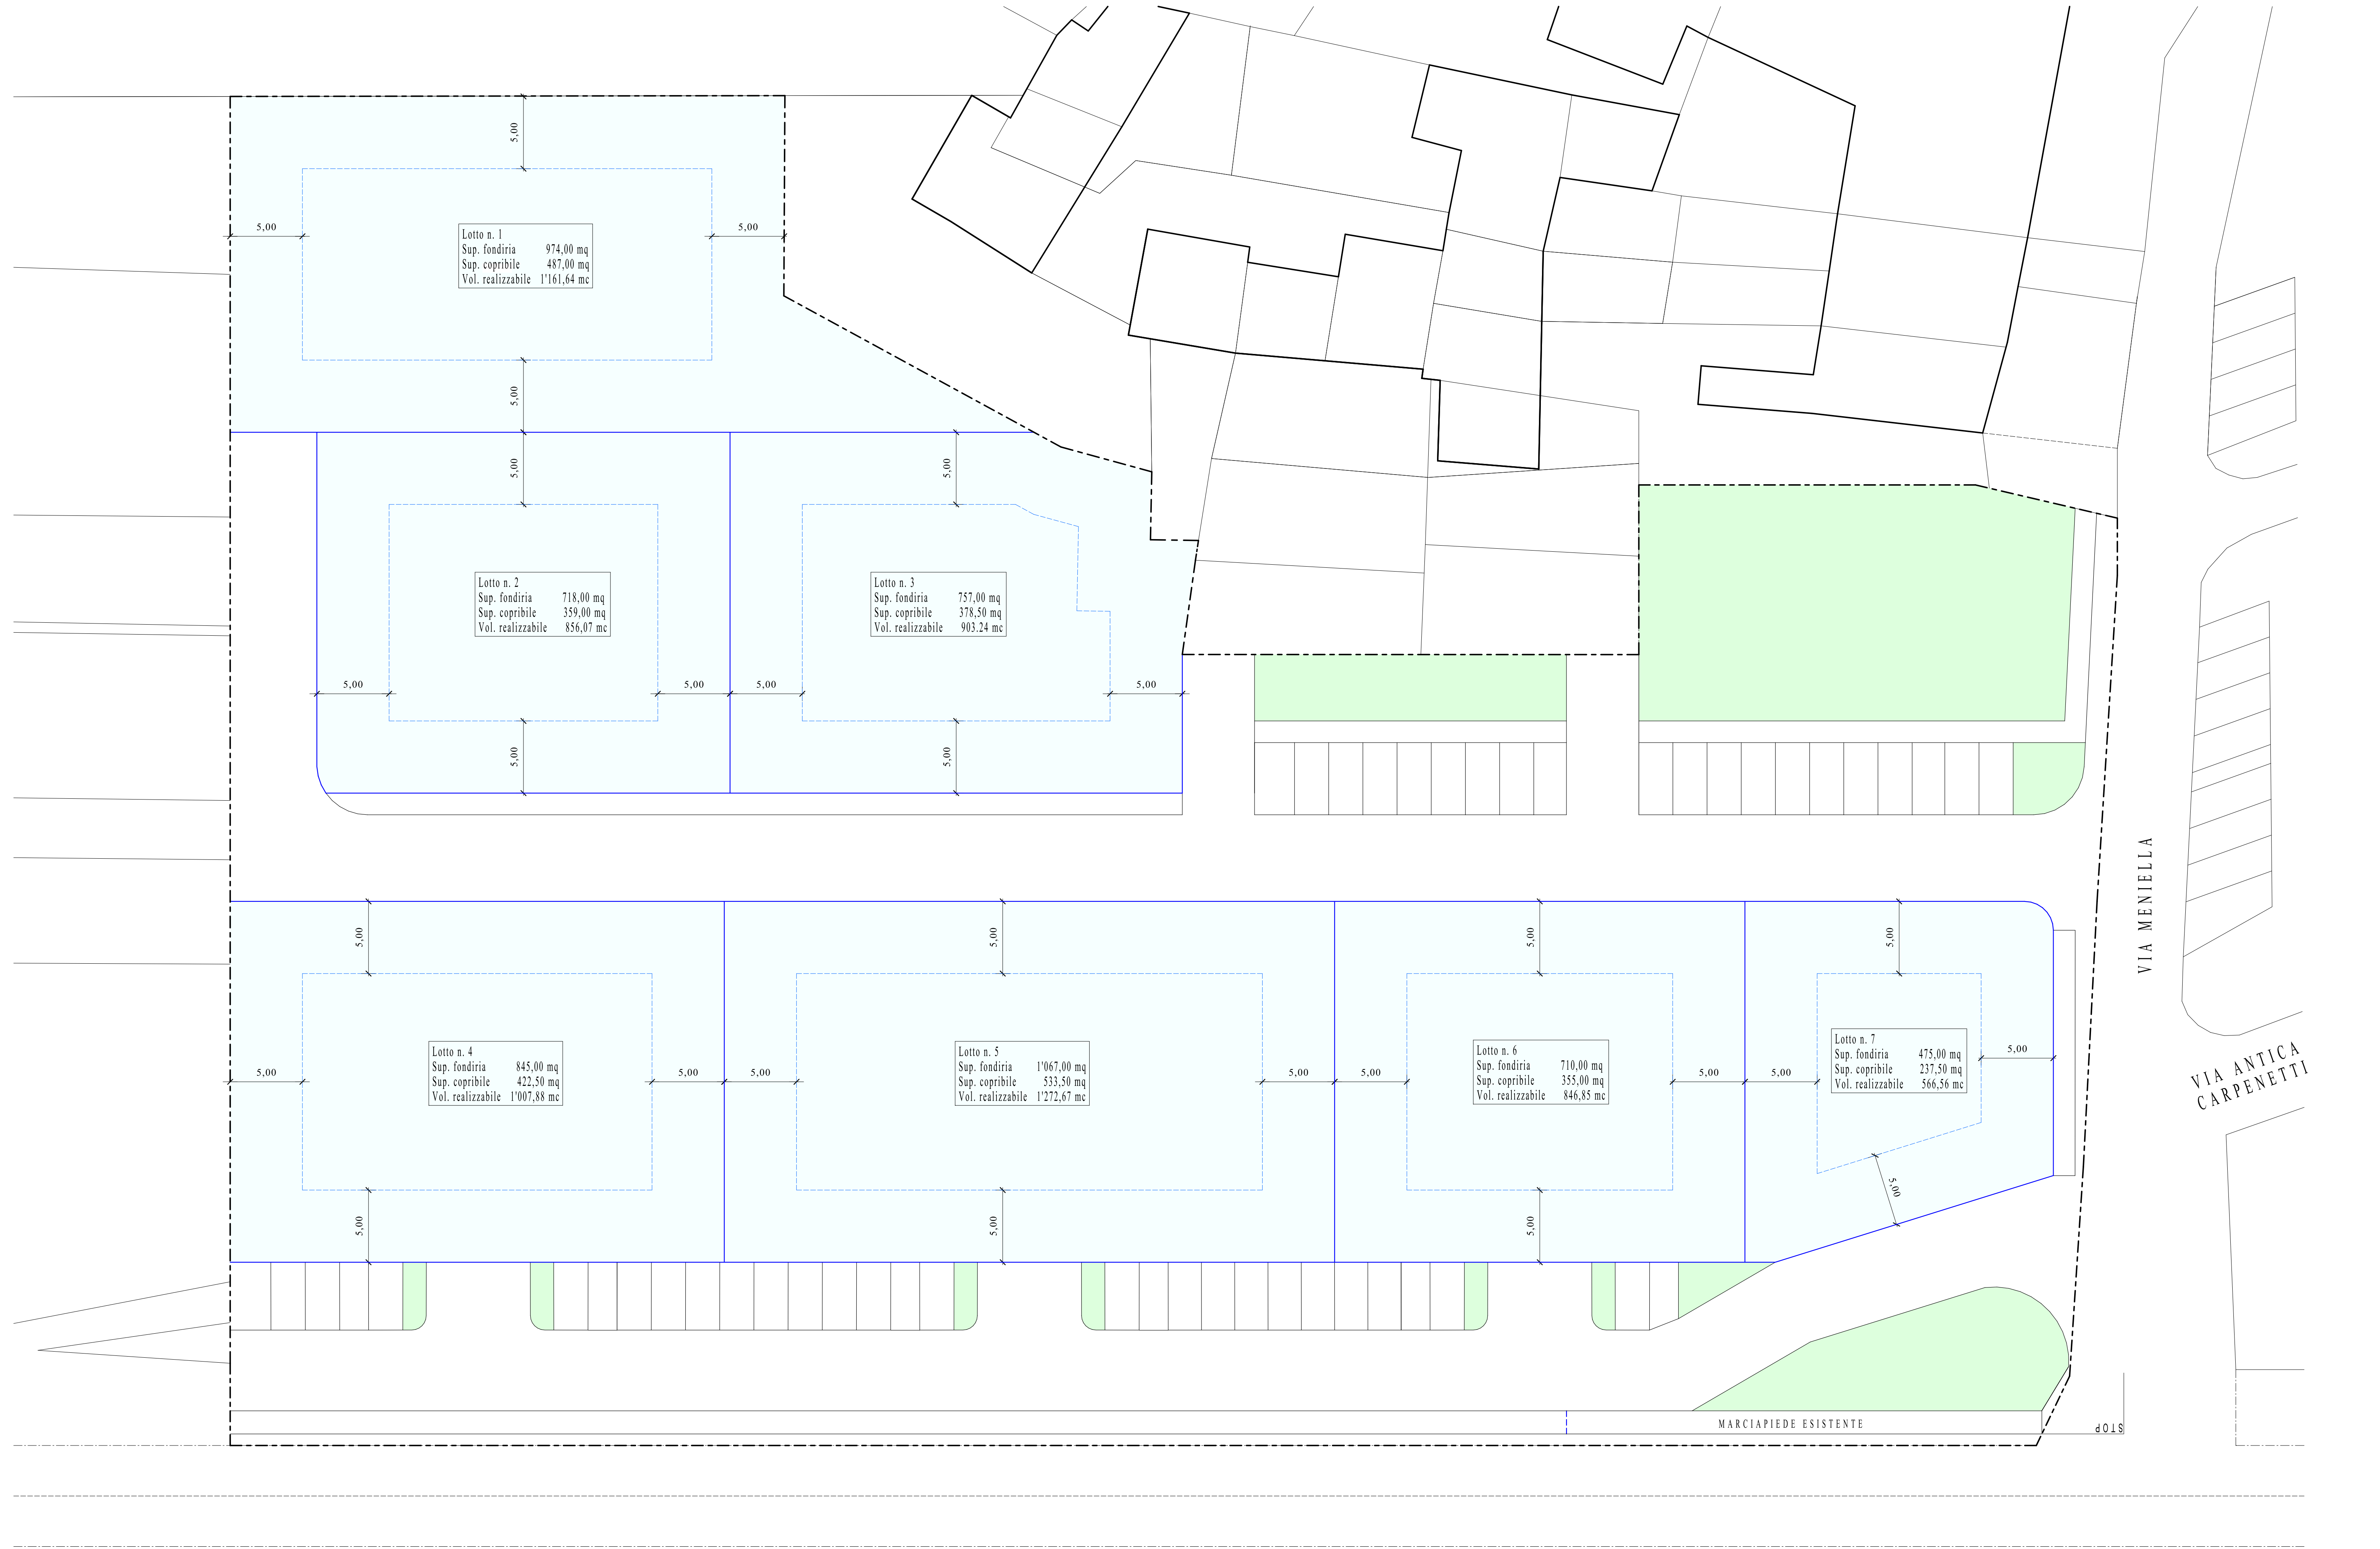 5,00
5,00
5,00
Lotto n. 1
Sup. fondiria 974,00 mq
Sup. copribile 487,00 mq
Vol. realizzabile 1'161,64 mc
5,00
5,00
5,00
Lotto n. 2
Sup. fondiria 718,00 mq
Sup. copribile 359,00 mq
Vol. realizzabile 856,07 mc
Lotto n. 3
Sup. fondiria 757,00 mq
Sup. copribile 378,50 mq
Vol. realizzabile 903.24 mc
5,00
5,00
5,00
5,00
5,00
5,00
VIA MENIELLA
5,00
5,00
5,00
5,00
Lotto n. 4
Sup. fondiria 845,00 mq
Sup. copribile 422,50 mq
Vol. realizzabile 1'007,88 mc
Lotto n. 5
Sup. fondiria 1'067,00 mq
Sup. copribile 533,50 mq
Vol. realizzabile 1'272,67 mc
Lotto n. 6
Sup. fondiria 710,00 mq
Sup. copribile 355,00 mq
Vol. realizzabile 846,85 mc
Lotto n. 7
Sup. fondiria 475,00 mq
Sup. copribile 237,50 mq
Vol. realizzabile 566,56 mc
5,00
VIA ANTICA
CARPENETTI
5,00
5,00
5,00
5,00
5,00
5,00
5,00
5,00
5,00
5,00
5,00
MARCIAPIEDE ESISTENTE
STOP